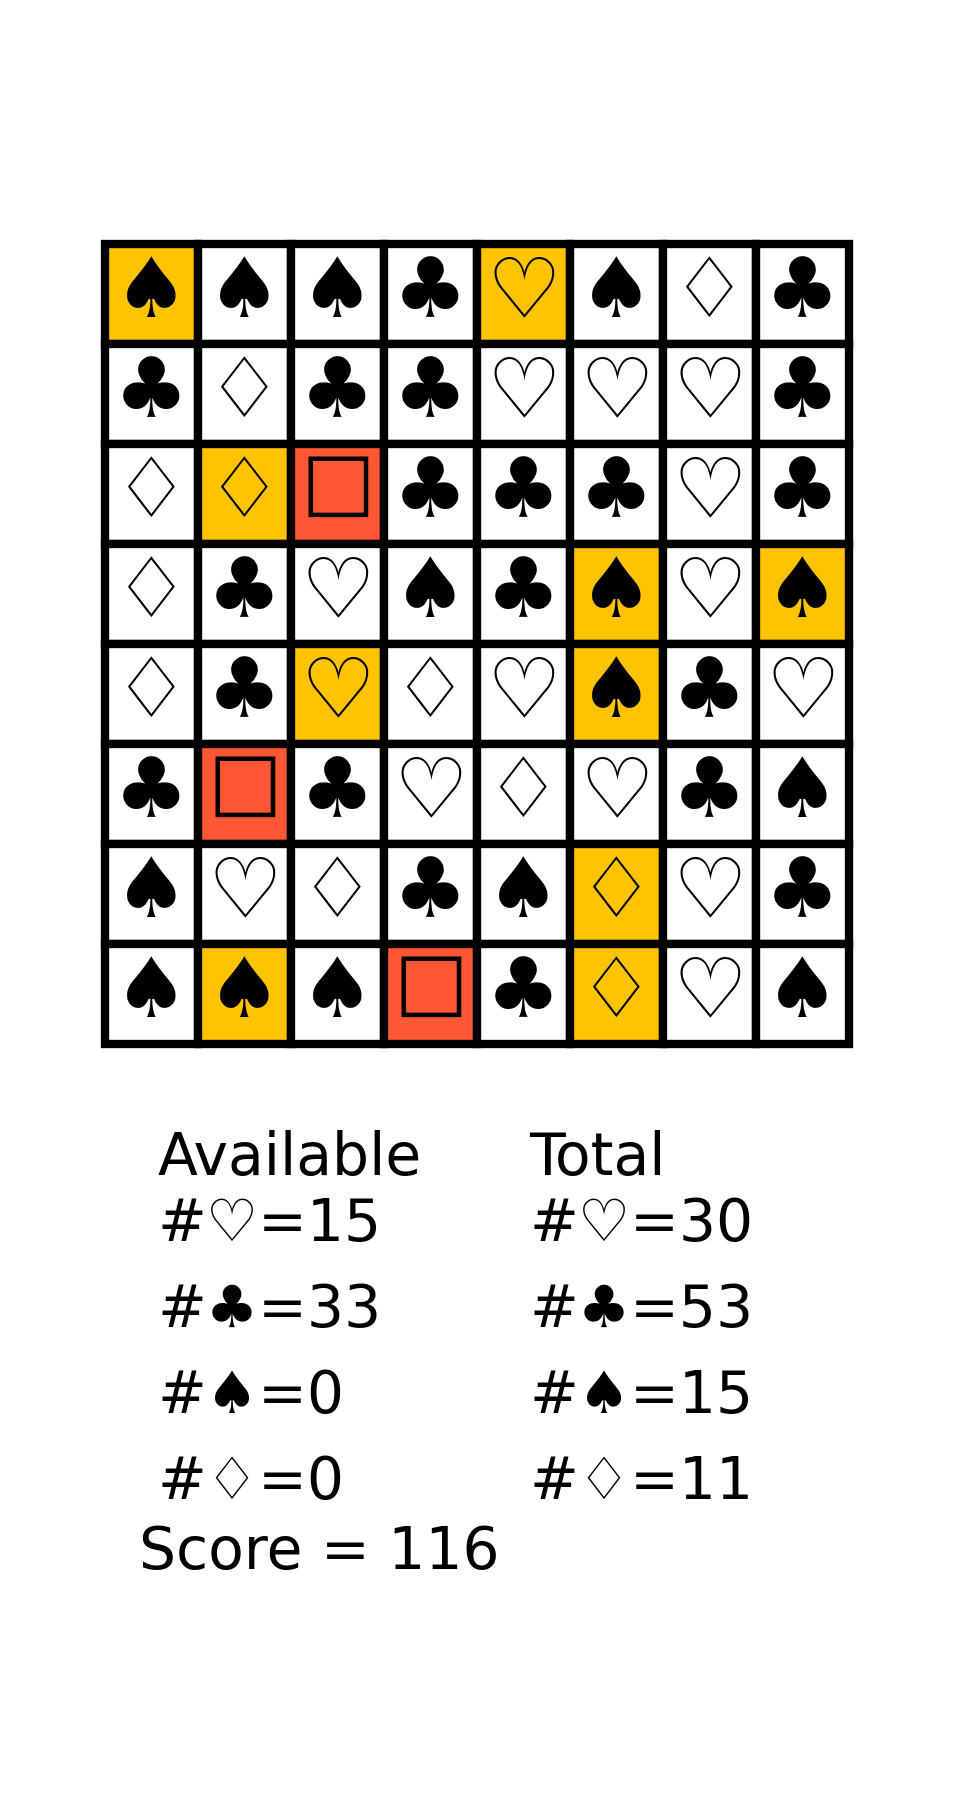 ♠ ♠ ♠ ♣ ♡ ♠ ♢ ♣
♣ ♢ ♣ ♣ ♡ ♡ ♡ ♣
♢ ♢ □ ♣ ♣ ♣ ♡ ♣
♢ ♣ ♡ ♠ ♣ ♠ ♡ ♠
♢ ♣ ♡ ♢ ♡ ♠ ♣ ♡
♣ □ ♣ ♡ ♢ ♡ ♣ ♠
♠ ♡ ♢ ♣ ♠ ♢ ♡ ♣
♠ ♠ ♠ □ ♣ ♢ ♡ ♠
Available Total
#♡=15 #♡=30
#♣=33 #♣=53
#♠=0 #♠=15
#♢=0 #♢=11
Score = 116